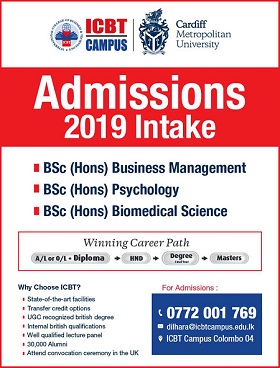 ICBT
CAMPUS
Cardiff
Metropolitan
University
Admissions
2019 Intake
BSc (Hons) Business Management
BSc (Hons) Psychology
BSc (Hons) Biomedical Science
Winning Career Path
A/L or O/L + Diploma
HND
Degree
Masters
Why Choose ICBT?
State-of-the-art facilities
Transfer credit options
UGC recognized british degree
Internal british qualifications
Well qualified lecture panel
30,000 Alumni
Attend convocation ceremony in the UK
For Admissions :
0772 001 769
dilhara@icbtcampus.edu.lk
ICBT Campus Colombo 04